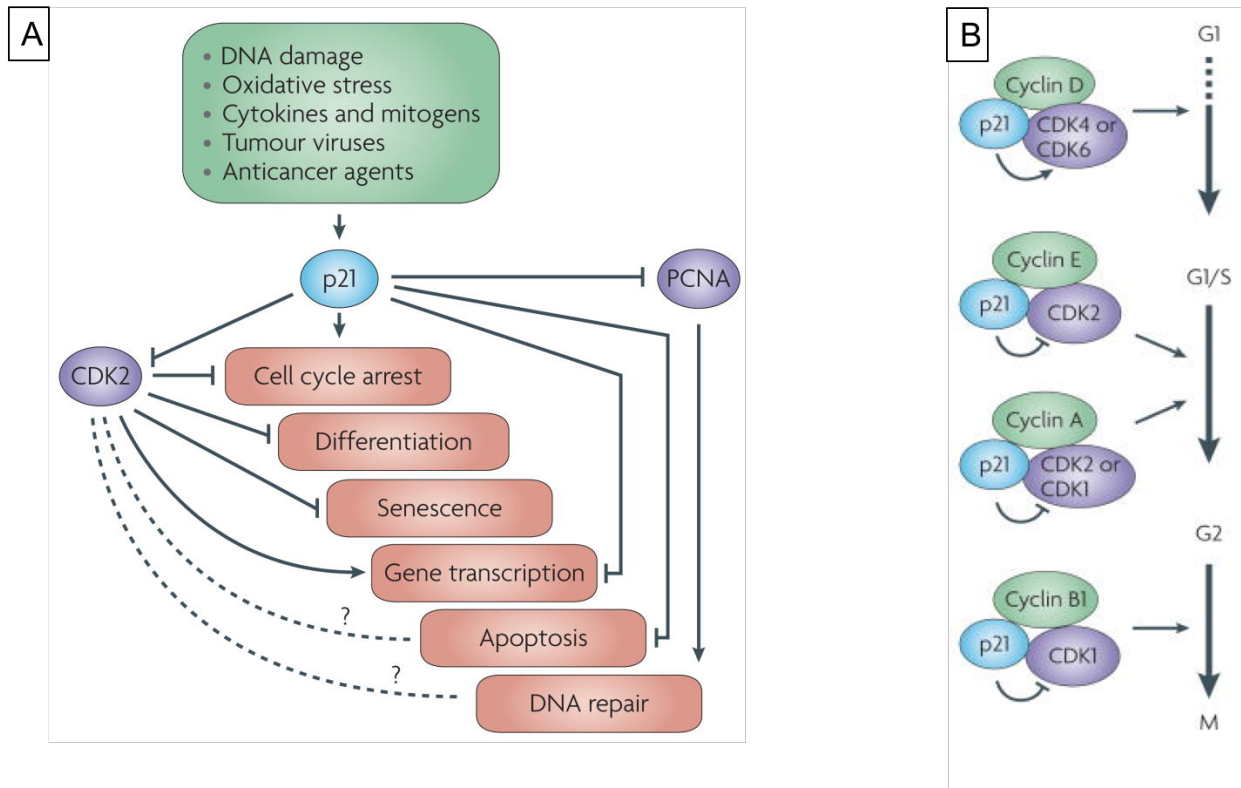 A
• DNA damage
• Oxidative stress
• Cytokines and mitogens
• Tumour viruses
• Anticancer agents
p21
PCNA
CDK2
Cell cycle arrest
Differentiation
Senescence
Gene transcription
?
Apoptosis
?
DNA repair
B
G1
Cyclin D
p21
CDK4 or
CDK6
Cyclin E
G1/S
p21
CDK2
Cyclin A
p21
CDK2 or
CDK1
G2
Cyclin B1
p21
CDK1
M